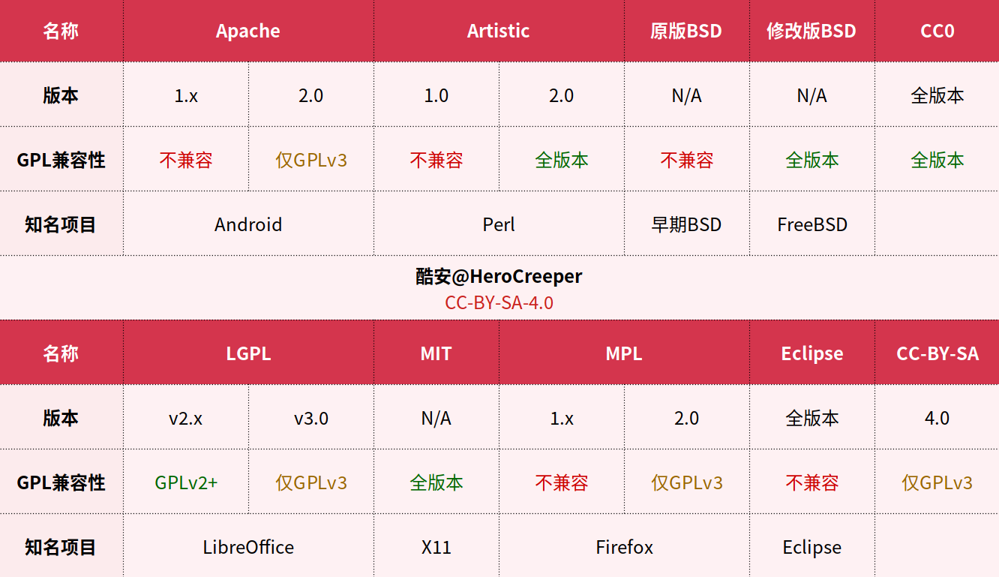 名称 Apache Artistic 原版BSD 修改版BSD CC0
版本 1.x 2.0 1.0 2.0 N/A N/A 全版本
GPL兼容性 不兼容 仅GPLv3 不兼容 全版本 不兼容 全版本 全版本
知名项目 Android Perl 早期BSD FreeBSD
酷安@HeroCreeper
CC-BY-SA-4.0
名称 LGPL MIT MPL Eclipse CC-BY-SA
版本 v2.x v3.0 N/A 1.x 2.0 全版本 4.0
GPL兼容性 GPLv2+ 仅GPLv3 全版本 不兼容 仅GPLv3 不兼容 仅GPLv3
知名项目 LibreOffice X11 Firefox Eclipse